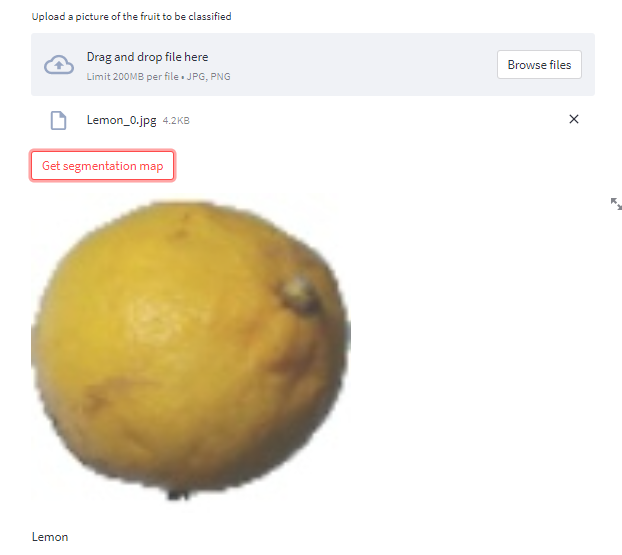 Upload a picture of the fruit to be classified
Drag and drop file here
Limit 200MB per file • JPG, PNG
Browse files
Lemon_0.jpg 4.2KB
Get segmentation map
Lemon